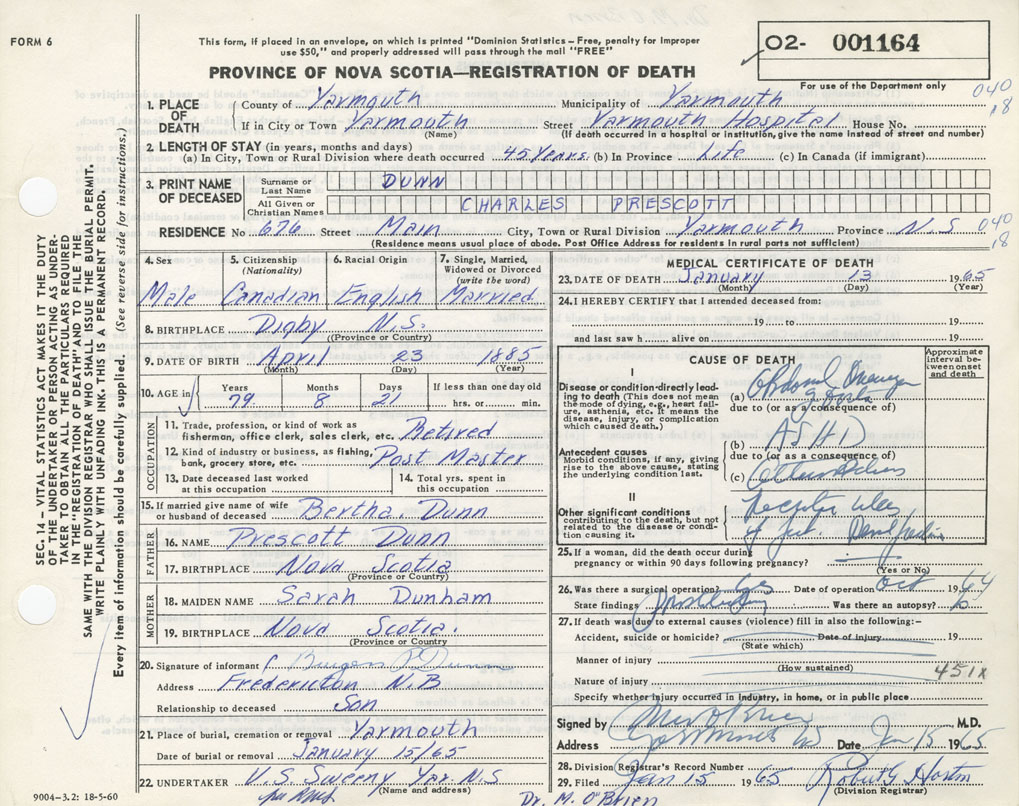 FORM 6
This form, if placed in an envelope, on which is printed "Dominion Statistics - Free, penalty for improper
use $50," and properly addressed will pass through the mail "FREE"
O2- 001164
For use of the Department only
PROVINCE OF NOVA SCOTIA—REGISTRATION OF DEATH
040
18
1. PLACE OF DEATH
County of Yarmouth Municipality of Yarmouth
If in City or Town Yarmouth Street Yarmouth Hospital House No.
(Name) (If death occurred in a hospital or institution, give the name instead of street and number)
2. LENGTH OF STAY (in years, months and days)
(a) In City, Town or Rural Division where death occurred 45 Years (b) In Province Life (c) In Canada (if immigrant)
3. PRINT NAME OF DECEASED
Surname or Last Name DUNN
All Given or Christian Names CHARLES PRESCOTT
RESIDENCE No 676 Street Main City, Town or Rural Division Yarmouth Province N.S 040
18
(Residence means usual place of abode. Post Office Address for residents in rural parts not sufficient)
4. Sex Male
5. Citizenship (Nationality) Canadian
6. Racial Origin English
7. Single, Married, Widowed or Divorced (write the word) Married
8. BIRTHPLACE Digby N.S.
(Province or Country)
9. DATE OF BIRTH April 23 1885
(Month) (Day) (Year)
10. AGE in Years 79 Months 8 Days 21 If less than one day old hrs. or min.
OCCUPATION
11. Trade, profession, or kind of work as
fisherman, office clerk, sales clerk, etc. Retired
12. Kind of industry or business, as fishing,
bank, grocery store, etc. Post Master
13. Date deceased last worked at this occupation
14. Total yrs. spent in this occupation
15. If married give name of wife
or husband of deceased Bertha Dunn
FATHER
16. NAME Prescott Dunn
17. BIRTHPLACE Nova Scotia
(Province or Country)
MOTHER
18. MAIDEN NAME Sarah Dunham
19. BIRTHPLACE Nova Scotia.
(Province or Country)
20. Signature of informant
Address Fredericton N.B
Relationship to deceased Son
21. Place of burial, cremation or removal Yarmouth
Date of burial or removal January 15/65
22. UNDERTAKER V.S. Sweeny Yar. N.S
(Name and address)
MEDICAL CERTIFICATE OF DEATH
23. DATE OF DEATH January 13 1965
(Month) (Day) (Year)
24. I HEREBY CERTIFY that I attended deceased from:
19 to 19
and last saw h alive on 19
CAUSE OF DEATH
Approximate interval between onset and death
I
Disease or condition directly leading to death (This does not mean the mode of dying, e.g., heart failure, asthenia, etc. It means the disease, injury, or complication which caused death.)
(a)
due to (or as a consequence of)
Antecedent causes
Morbid conditions, if any, giving rise to the above cause, stating the underlying condition last.
(b) ASHD
due to (or as a consequence of)
(c)
II
Other significant conditions
contributing to the death, but not related to the disease or condition causing it.
25. If a woman, did the death occur during
pregnancy or within 90 days following pregnancy?
(Yes or No)
26. Was there a surgical operation? Date of operation Oct 1964
State findings Was there an autopsy?
27. If death was due to external causes (violence) fill in also the following:-
Accident, suicide or homicide? Date of injury 19
(State which)
Manner of injury
(How sustained)
451X
Nature of injury
Specify whether injury occurred in industry, in home, or in public place
Signed by M.D.
Address Date Jan 15 1965
28. Division Registrar's Record Number
29. Filed Jan 15 1965
(Division Registrar)
Dr. M. O'Brien
9004-3.2: 18-5-60
SEC. 14 - VITAL STATISTICS ACT MAKES IT THE DUTY
OF THE UNDERTAKER OR PERSON ACTING AS UNDER-
TAKER TO OBTAIN ALL THE PARTICULARS REQUIRED
IN THE "REGISTRATION OF DEATH" AND TO FILE THE
SAME WITH THE DIVISION REGISTRAR WHO SHALL ISSUE THE BURIAL PERMIT.
WRITE PLAINLY WITH UNFADING INK. THIS IS A PERMANENT RECORD.
Every item of information should be carefully supplied. (See reverse side for instructions.)